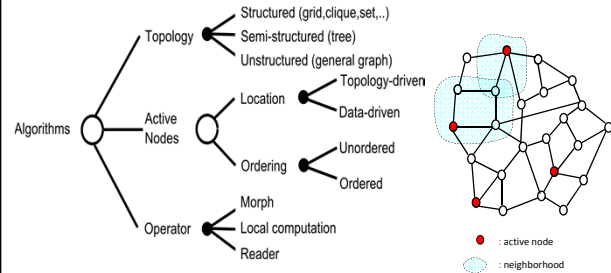 Structured (grid,clique,set,..)
Topology
Semi-structured (tree)
Unstructured (general graph)
Topology-driven
Location
Active
Nodes
Algorithms
Data-driven
Unordered
Ordering
Ordered
Morph
Operator
Local computation
Reader
: active node
: neighborhood